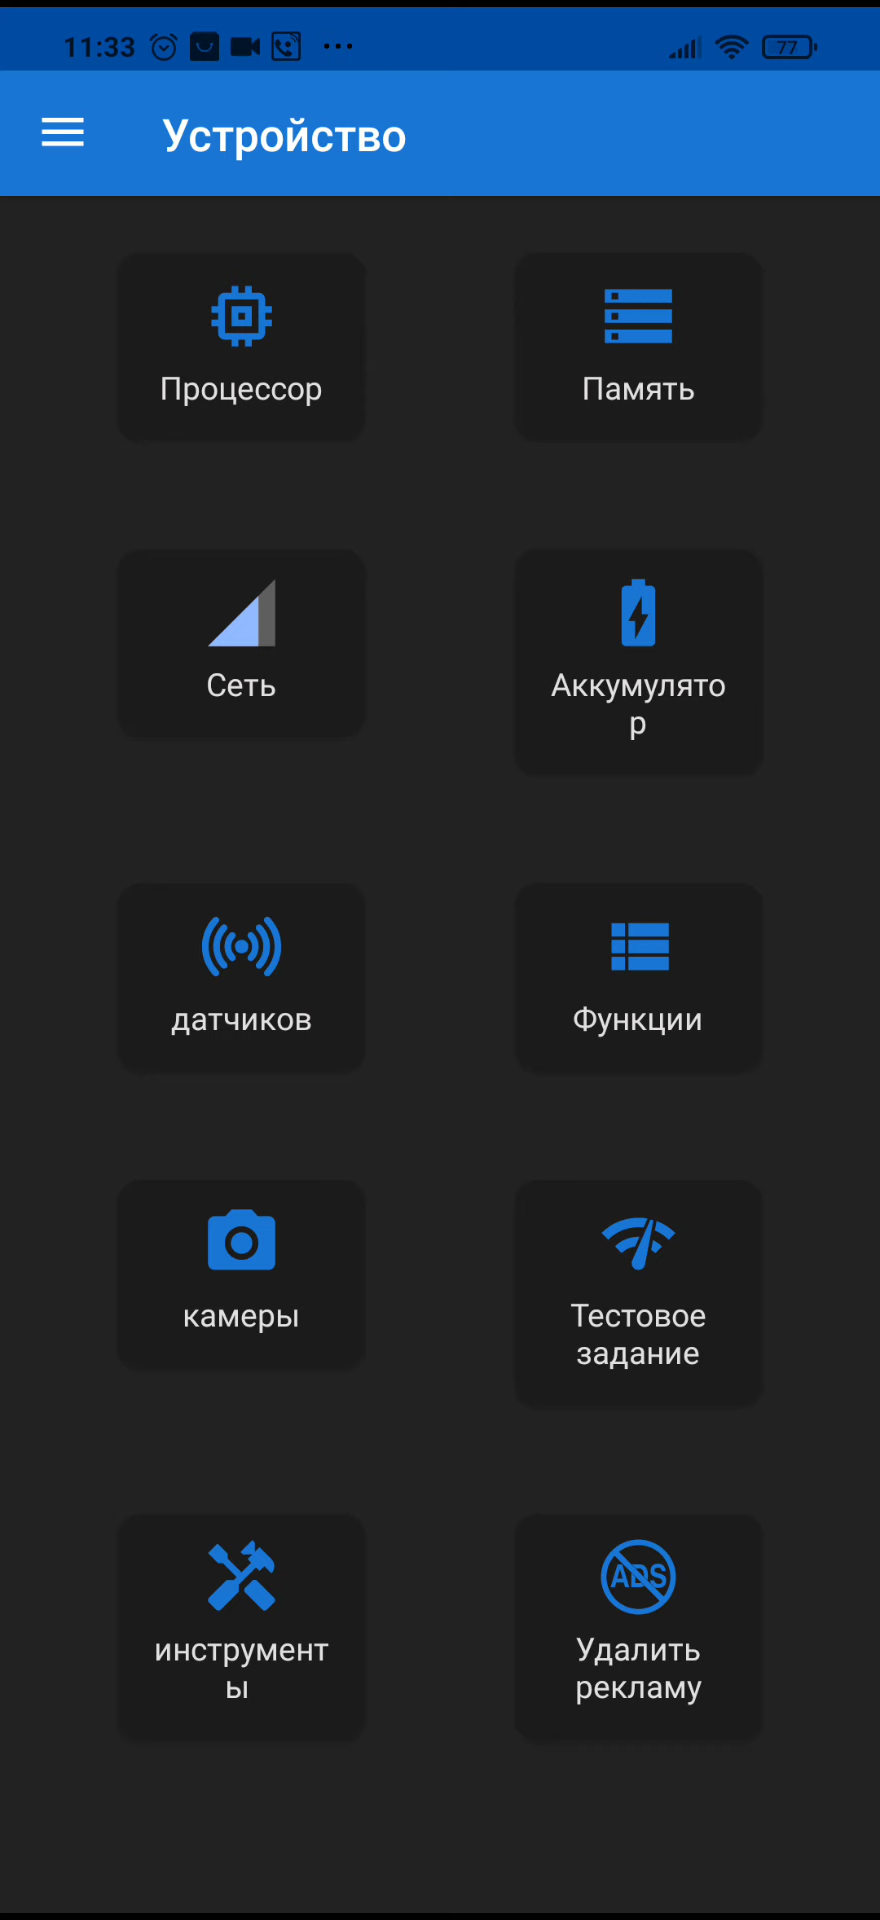 11:33
77
Устройство
Процессор
Память
Сеть
Аккумулято
р
датчиков
Функции
камеры
Тестовое
задание
инструмент
ы
ADS
Удалить
рекламу